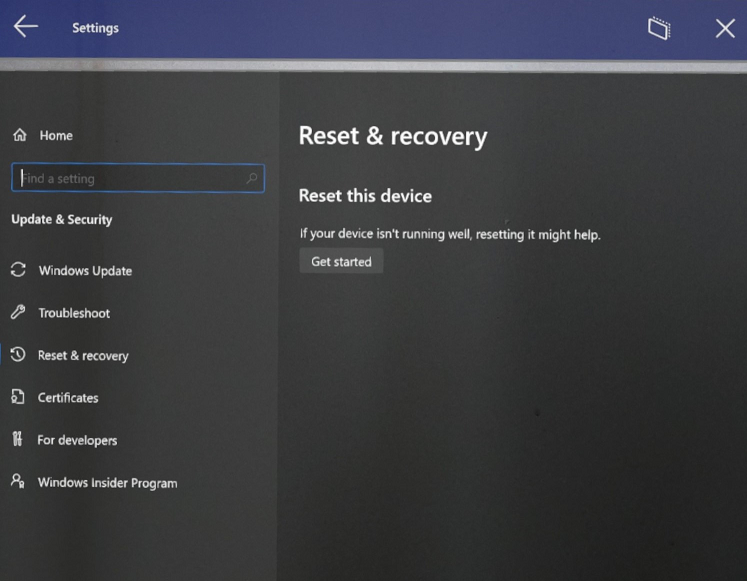 Settings
Home
Find a setting
Update & Security
Windows Update
Troubleshoot
Reset & recovery
Certificates
For developers
Windows Insider Program
Reset & recovery
Reset this device
If your device isn't running well, resetting it might help.
Get started